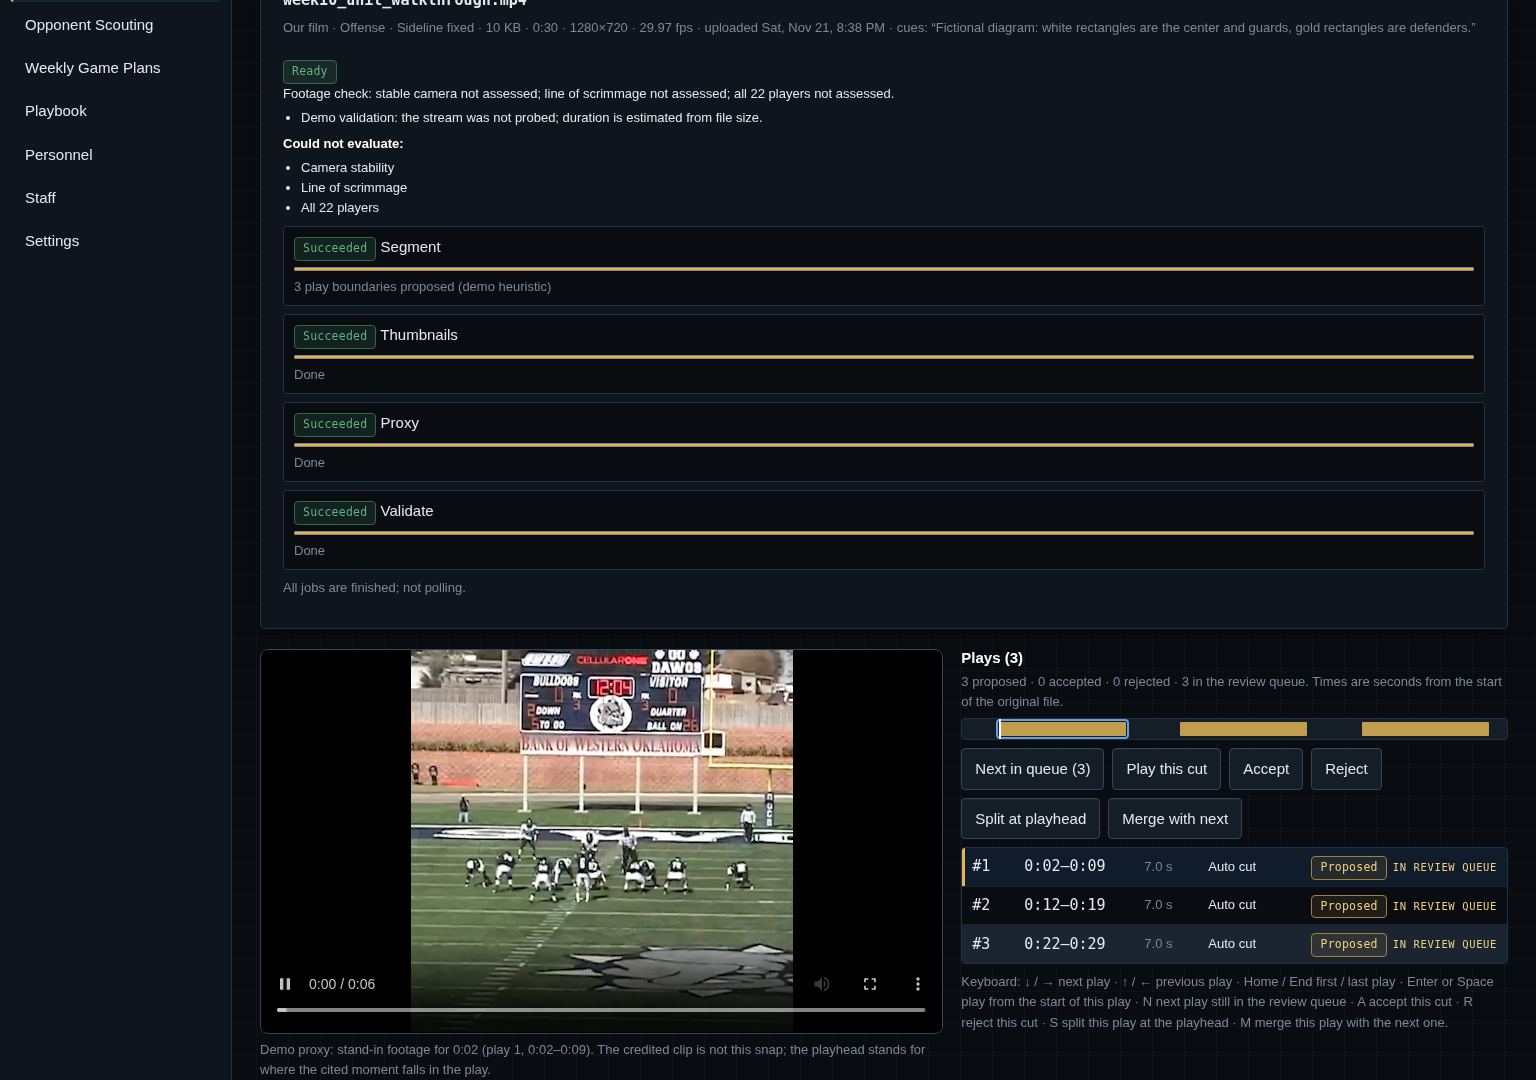 week10_unit_walkthrough.mp4
Opponent Scouting
Weekly Game Plans
Playbook
Personnel
Staff
Settings
Our film · Offense · Sideline fixed · 10 KB · 0:30 · 1280×720 · 29.97 fps · uploaded Sat, Nov 21, 8:38 PM · cues: “Fictional diagram: white rectangles are the center and guards, gold rectangles are defenders.”
Ready
Footage check: stable camera not assessed; line of scrimmage not assessed; all 22 players not assessed.
• Demo validation: the stream was not probed; duration is estimated from file size.
Could not evaluate:
• Camera stability
• Line of scrimmage
• All 22 players
Succeeded Segment
3 play boundaries proposed (demo heuristic)
Succeeded Thumbnails
Done
Succeeded Proxy
Done
Succeeded Validate
Done
All jobs are finished; not polling.
CELLULARONE
DAWGS
BULLDOGS 12:04 VISITOR
DOWN QUARTER
TO GO BALL ON
BANK OF WESTERN OKLAHOMA
0:00 / 0:06
Demo proxy: stand-in footage for 0:02 (play 1, 0:02–0:09). The credited clip is not this snap; the playhead stands for
where the cited moment falls in the play.
Plays (3)
3 proposed · 0 accepted · 0 rejected · 3 in the review queue. Times are seconds from the start
of the original file.
Next in queue (3) Play this cut Accept Reject
Split at playhead Merge with next
#1 0:02–0:09 7.0 s Auto cut Proposed IN REVIEW QUEUE
#2 0:12–0:19 7.0 s Auto cut Proposed IN REVIEW QUEUE
#3 0:22–0:29 7.0 s Auto cut Proposed IN REVIEW QUEUE
Keyboard: ↓ / → next play · ↑ / ← previous play · Home / End first / last play · Enter or Space
play from the start of this play · N next play still in the review queue · A accept this cut · R
reject this cut · S split this play at the playhead · M merge this play with the next one.